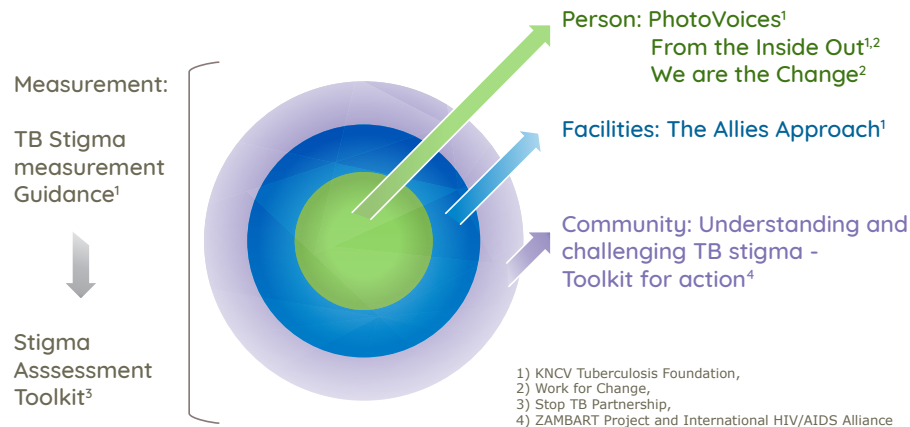 Measurement:
TB Stigma
measurement
Guidance¹
Stigma
Asssessment
Toolkit³
Person: PhotoVoices¹
From the Inside Out¹,²
We are the Change²
Facilities: The Allies Approach¹
Community: Understanding and
challenging TB stigma -
Toolkit for action⁴
1) KNCV Tuberculosis Foundation,
2) Work for Change,
3) Stop TB Partnership,
4) ZAMBART Project and International HIV/AIDS Alliance